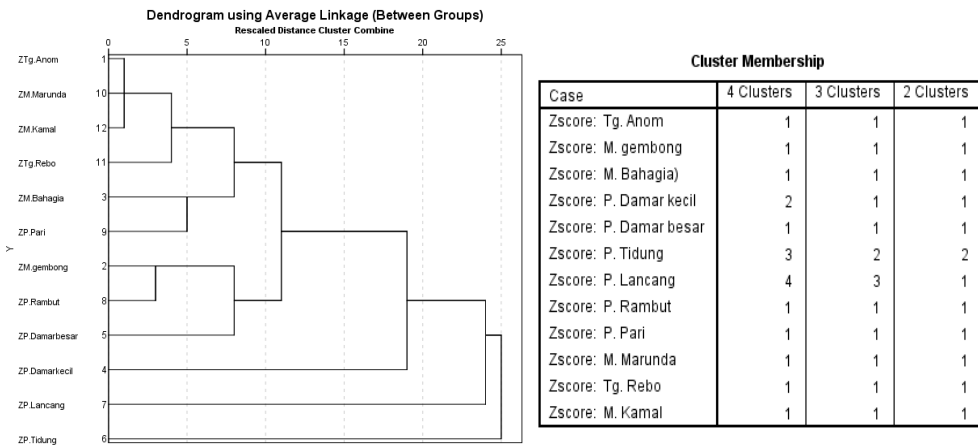 Dendrogram using Average Linkage (Between Groups)
Rescaled Distance Cluster Combine
0 5 10 15 20 25
ZTg.Anom 1
ZM.Marunda 10
ZM.Kamal 12
ZTg.Rebo 11
ZM.Bahagia 3
ZP.Pari 9
Y
ZM.gembong 2
ZP.Rambut 8
ZP.Damarbesar 5
ZP.Damarkecil 4
ZP.Lancang 7
ZP.Tidung 6
Cluster Membership
Case 4 Clusters 3 Clusters 2 Clusters
Zscore: Tg. Anom 1 1 1
Zscore: M. gembong 1 1 1
Zscore: M. Bahagia) 1 1 1
Zscore: P. Damar kecil 2 1 1
Zscore: P. Damar besar 1 1 1
Zscore: P. Tidung 3 2 2
Zscore: P. Lancang 4 3 1
Zscore: P. Rambut 1 1 1
Zscore: P. Pari 1 1 1
Zscore: M. Marunda 1 1 1
Zscore: Tg. Rebo 1 1 1
Zscore: M. Kamal 1 1 1